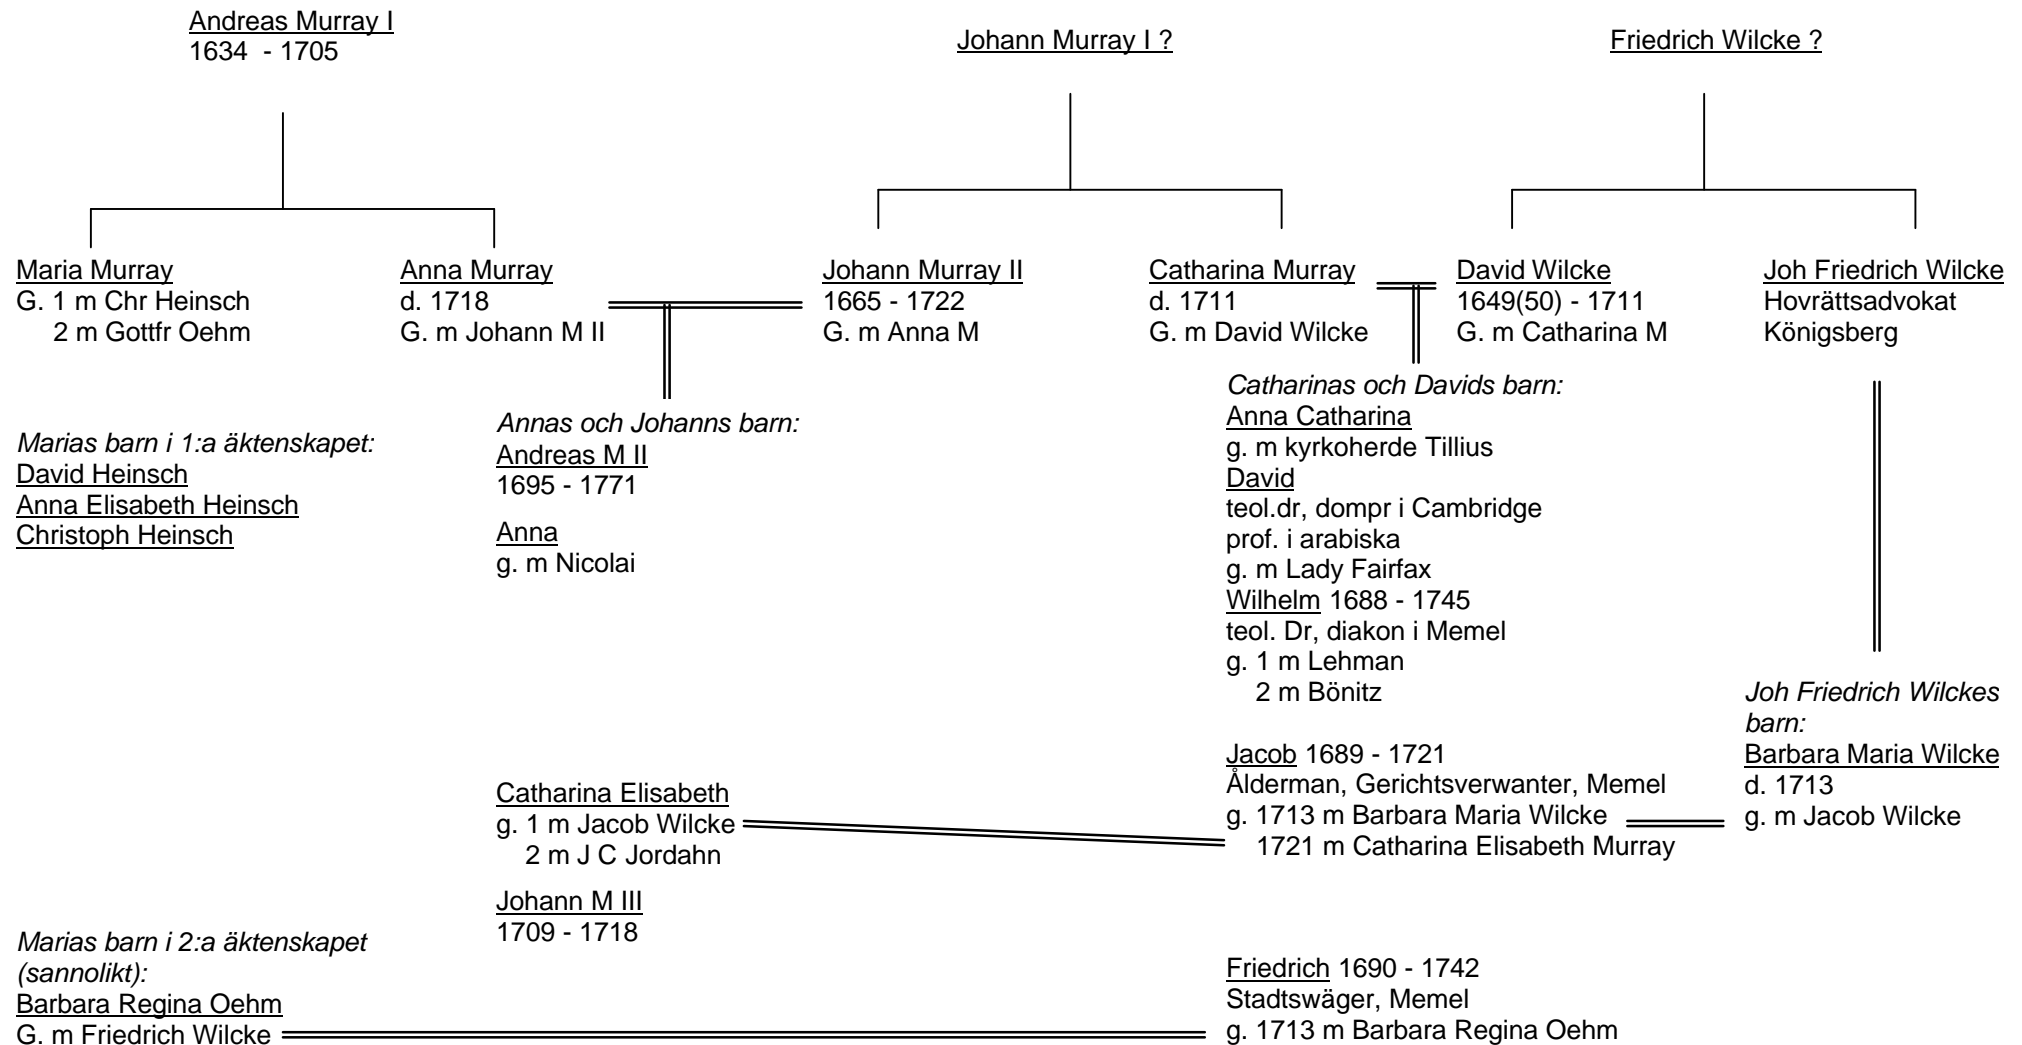 Andreas Murray I
1634 - 1705
Johann Murray I ?
Friedrich Wilcke ?
Maria Murray
G. 1 m Chr Heinsch
2 m Gottfr Oehm
Anna Murray
d. 1718
G. m Johann M II
Johann Murray II
1665 - 1722
G. m Anna M
Catharina Murray
d. 1711
G. m David Wilcke
David Wilcke
1649(50) - 1711
G. m Catharina M
Joh Friedrich Wilcke
Hovrättsadvokat
Königsberg
Marias barn i 1:a äktenskapet:
David Heinsch
Anna Elisabeth Heinsch
Christoph Heinsch
Annas och Johanns barn:
Andreas M II
1695 - 1771
Anna
g. m Nicolai
Catharina Elisabeth
g. 1 m Jacob Wilcke
2 m J C Jordahn
Johann M III
1709 - 1718
Catharinas och Davids barn:
Anna Catharina
g. m kyrkoherde Tillius
David
teol.dr, dompr i Cambridge
prof. i arabiska
g. m Lady Fairfax
Wilhelm 1688 - 1745
teol. Dr, diakon i Memel
g. 1 m Lehman
2 m Bönitz
Jacob 1689 - 1721
Ålderman, Gerichtsverwanter, Memel
g. 1713 m Barbara Maria Wilcke
1721 m Catharina Elisabeth Murray
Joh Friedrich Wilckes
barn:
Barbara Maria Wilcke
d. 1713
g. m Jacob Wilcke
Marias barn i 2:a äktenskapet
(sannolikt):
Barbara Regina Oehm
G. m Friedrich Wilcke
Friedrich 1690 - 1742
Stadtswäger, Memel
g. 1713 m Barbara Regina Oehm